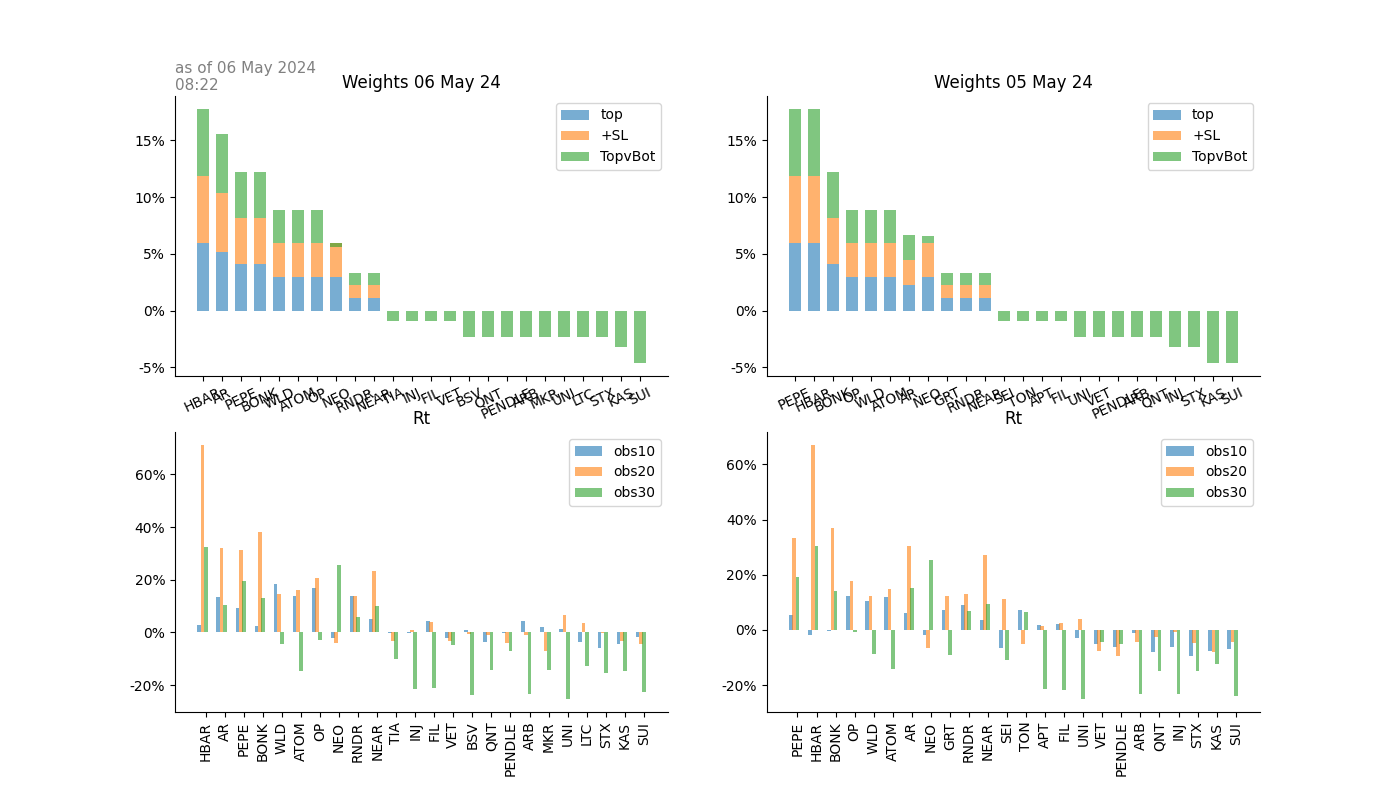 as of 06 May 2024
08:22
Weights 06 May 24
15%
10%
5%
0%
-5%
top
+SL
TopvBot
HBAR AR PEPE BONK WLD ATOM OP NEO RNDR NEAR TIA INJ FIL VET BSV QNT PENDLE ARB MKR UNI LTC STX KAS SUI
Weights 05 May 24
15%
10%
5%
0%
-5%
top
+SL
TopvBot
PEPE HBAR BONK OP WLD ATOM AR NEO GRT RNDR NEAR SEI TON APT FIL UNI VET PENDLE ARB QNT INJ STX KAS SUI
Rt
60%
40%
20%
0%
-20%
obs10
obs20
obs30
HBAR AR PEPE BONK WLD ATOM OP NEO RNDR NEAR TIA INJ FIL VET BSV QNT PENDLE ARB MKR UNI LTC STX KAS SUI
Rt
60%
40%
20%
0%
-20%
obs10
obs20
obs30
PEPE HBAR BONK OP WLD ATOM AR NEO GRT RNDR NEAR SEI TON APT FIL UNI VET PENDLE ARB QNT INJ STX KAS SUI